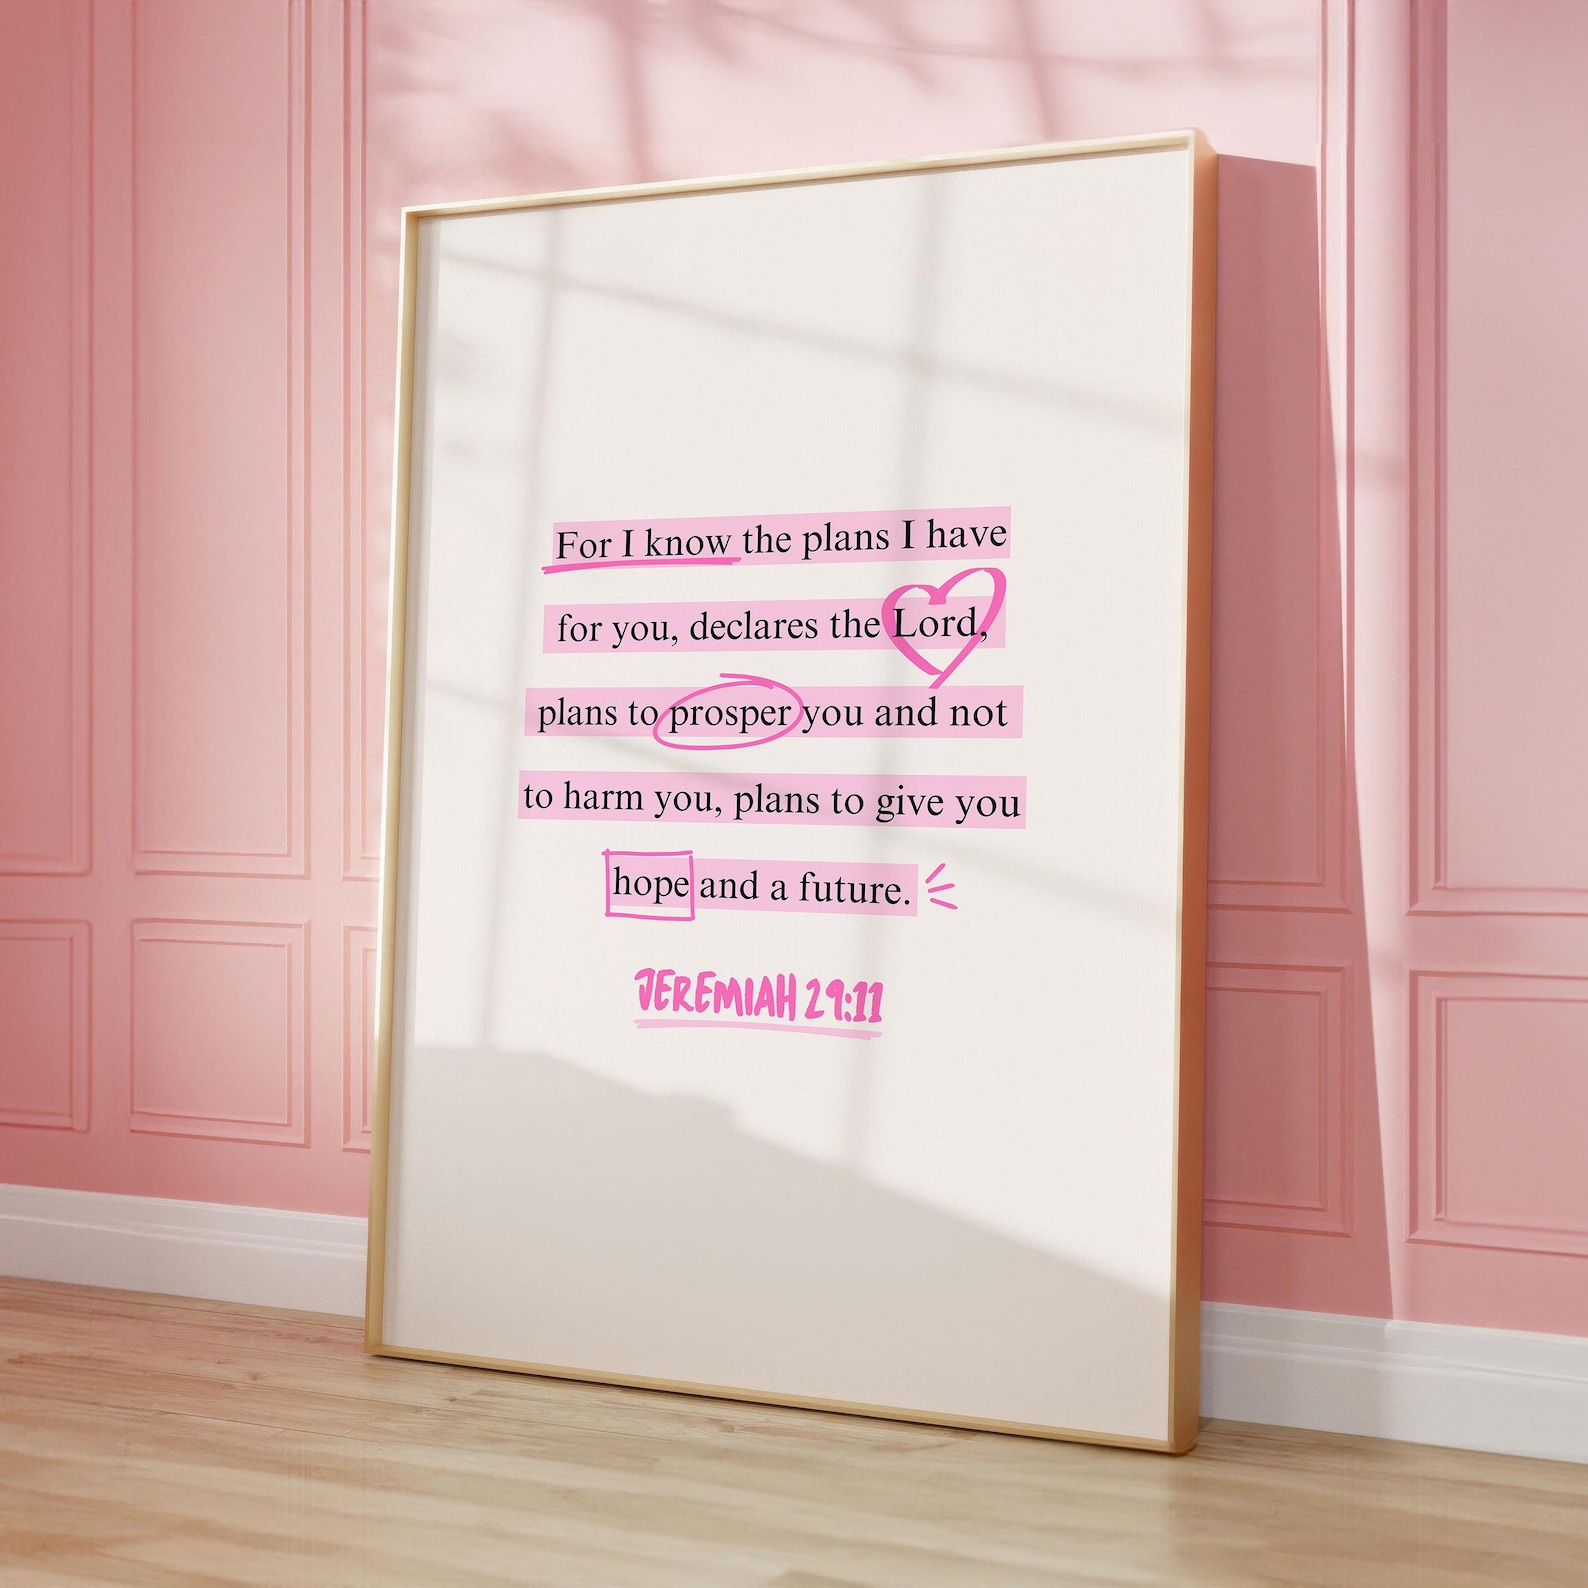 For I know the plans I have
for you, declares the Lord,
plans to prosper you and not
to harm you, plans to give you
hope and a future.
JEREMIAH 29:11